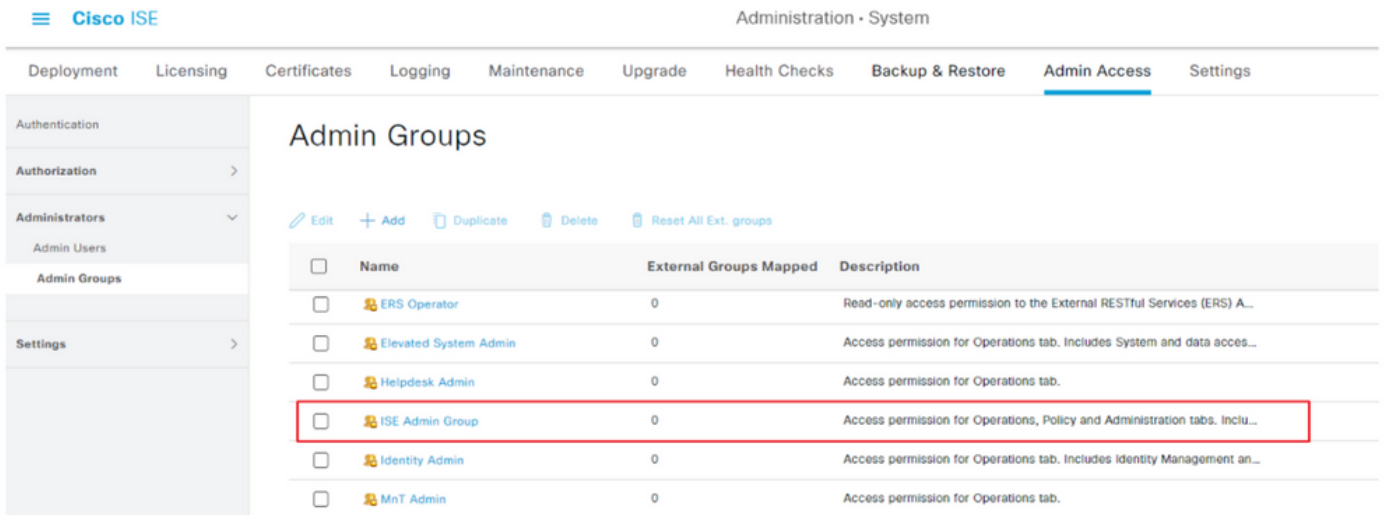 Cisco ISE
Administration · System
Deployment Licensing Certificates Logging Maintenance Upgrade Health Checks Backup & Restore Admin Access Settings
Authentication
Authorization
Administrators
Admin Users
Admin Groups
Settings
Admin Groups
Edit Add Duplicate Delete Reset All Ext. groups
Name External Groups Mapped Description
ERS Operator 0 Read-only access permission to the External RESTful Services (ERS) A...
Elevated System Admin 0 Access permission for Operations tab. Includes System and data acces...
Helpdesk Admin 0 Access permission for Operations tab.
ISE Admin Group 0 Access permission for Operations, Policy and Administration tabs. Inclu...
Identity Admin 0 Access permission for Operations tab. Includes Identity Management an...
MnT Admin 0 Access permission for Operations tab.